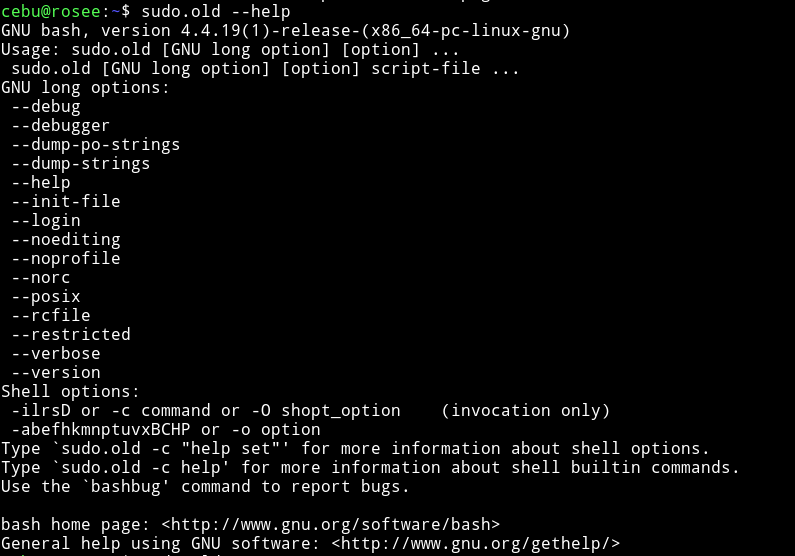 cebu@rosee:~$ sudo.old --help
GNU bash, version 4.4.19(1)-release-(x86_64-pc-linux-gnu)
Usage: sudo.old [GNU long option] [option] ...
 sudo.old [GNU long option] [option] script-file ...
GNU long options:
 --debug
 --debugger
 --dump-po-strings
 --dump-strings
 --help
 --init-file
 --login
 --noediting
 --noprofile
 --norc
 --posix
 --rcfile
 --restricted
 --verbose
 --version
Shell options:
 -ilrsD or -c command or -O shopt_option    (invocation only)
 -abefhkmnptuvxBCHP or -o option
Type `sudo.old -c "help set"' for more information about shell options.
Type `sudo.old -c help' for more information about shell builtin commands.
Use the `bashbug' command to report bugs.

bash home page: <http://www.gnu.org/software/bash>
General help using GNU software: <http://www.gnu.org/gethelp/>